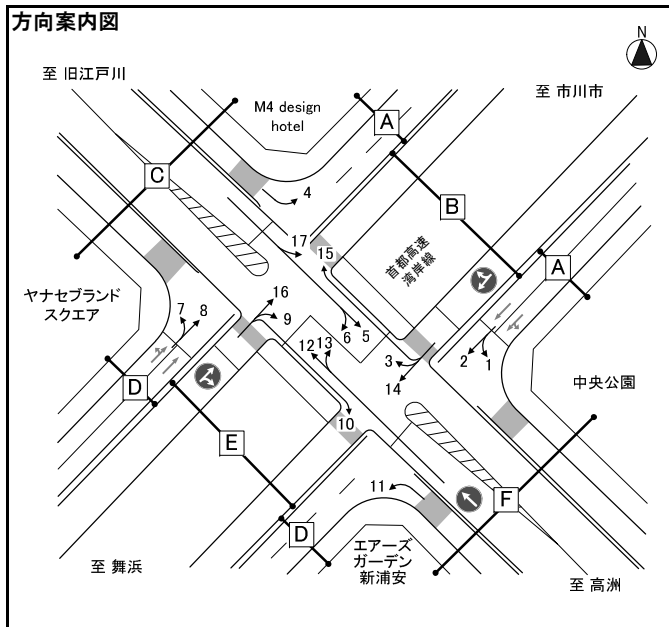 方向案内図
N
至 旧江戸川
M4 design
hotel
至 市川市
A
C
B
4
17
15
首都高速
湾岸線
A
ヤナセブランド
スクエア
7
8
16
9
6
5
12
13
3
14
2
1
中央公園
D
E
10
11
F
D
至 舞浜
エアーズ
ガーデン
新浦安
至 高洲